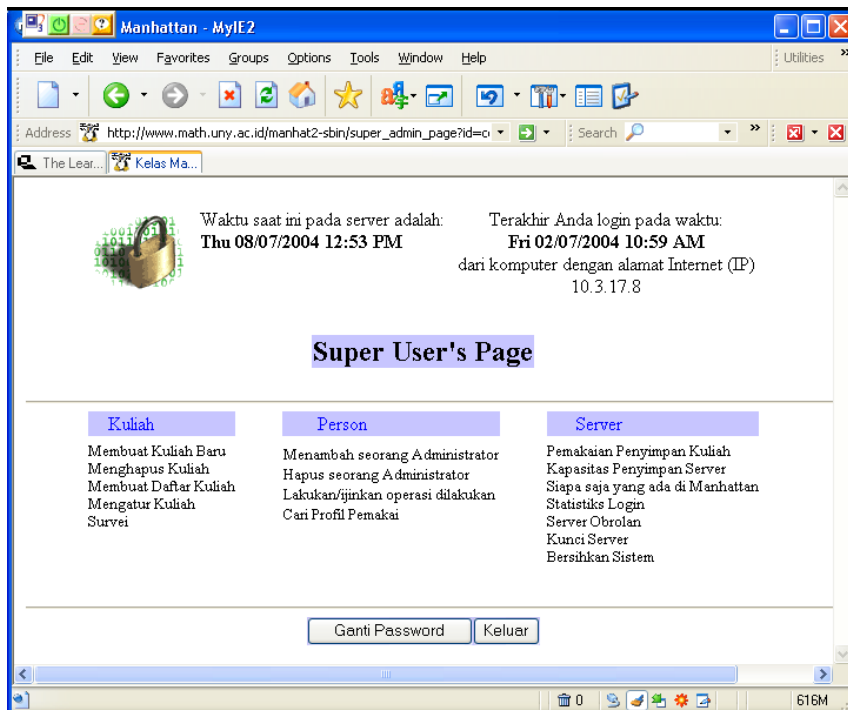 Manhattan - MyIE2
File Edit View Favorites Groups Options Tools Window Help Utilities »
Address http://www.math.uny.ac.id/manhat2-sbin/super_admin_page?id=c Search »
The Lear... Kelas Ma...
Waktu saat ini pada server adalah:
Thu 08/07/2004 12:53 PM
Terakhir Anda login pada waktu:
Fri 02/07/2004 10:59 AM
dari komputer dengan alamat Internet (IP)
10.3.17.8
Super User's Page
Kuliah
Membuat Kuliah Baru
Menghapus Kuliah
Membuat Daftar Kuliah
Mengatur Kuliah
Survei
Person
Menambah seorang Administrator
Hapus seorang Administrator
Lakukan/ijinkan operasi dilakukan
Cari Profil Pemakai
Server
Pemakaian Penyimpan Kuliah
Kapasitas Penyimpan Server
Siapa saja yang ada di Manhattan
Statistiks Login
Server Obrolan
Kunci Server
Bersihkan Sistem
Ganti Password Keluar
0 616M